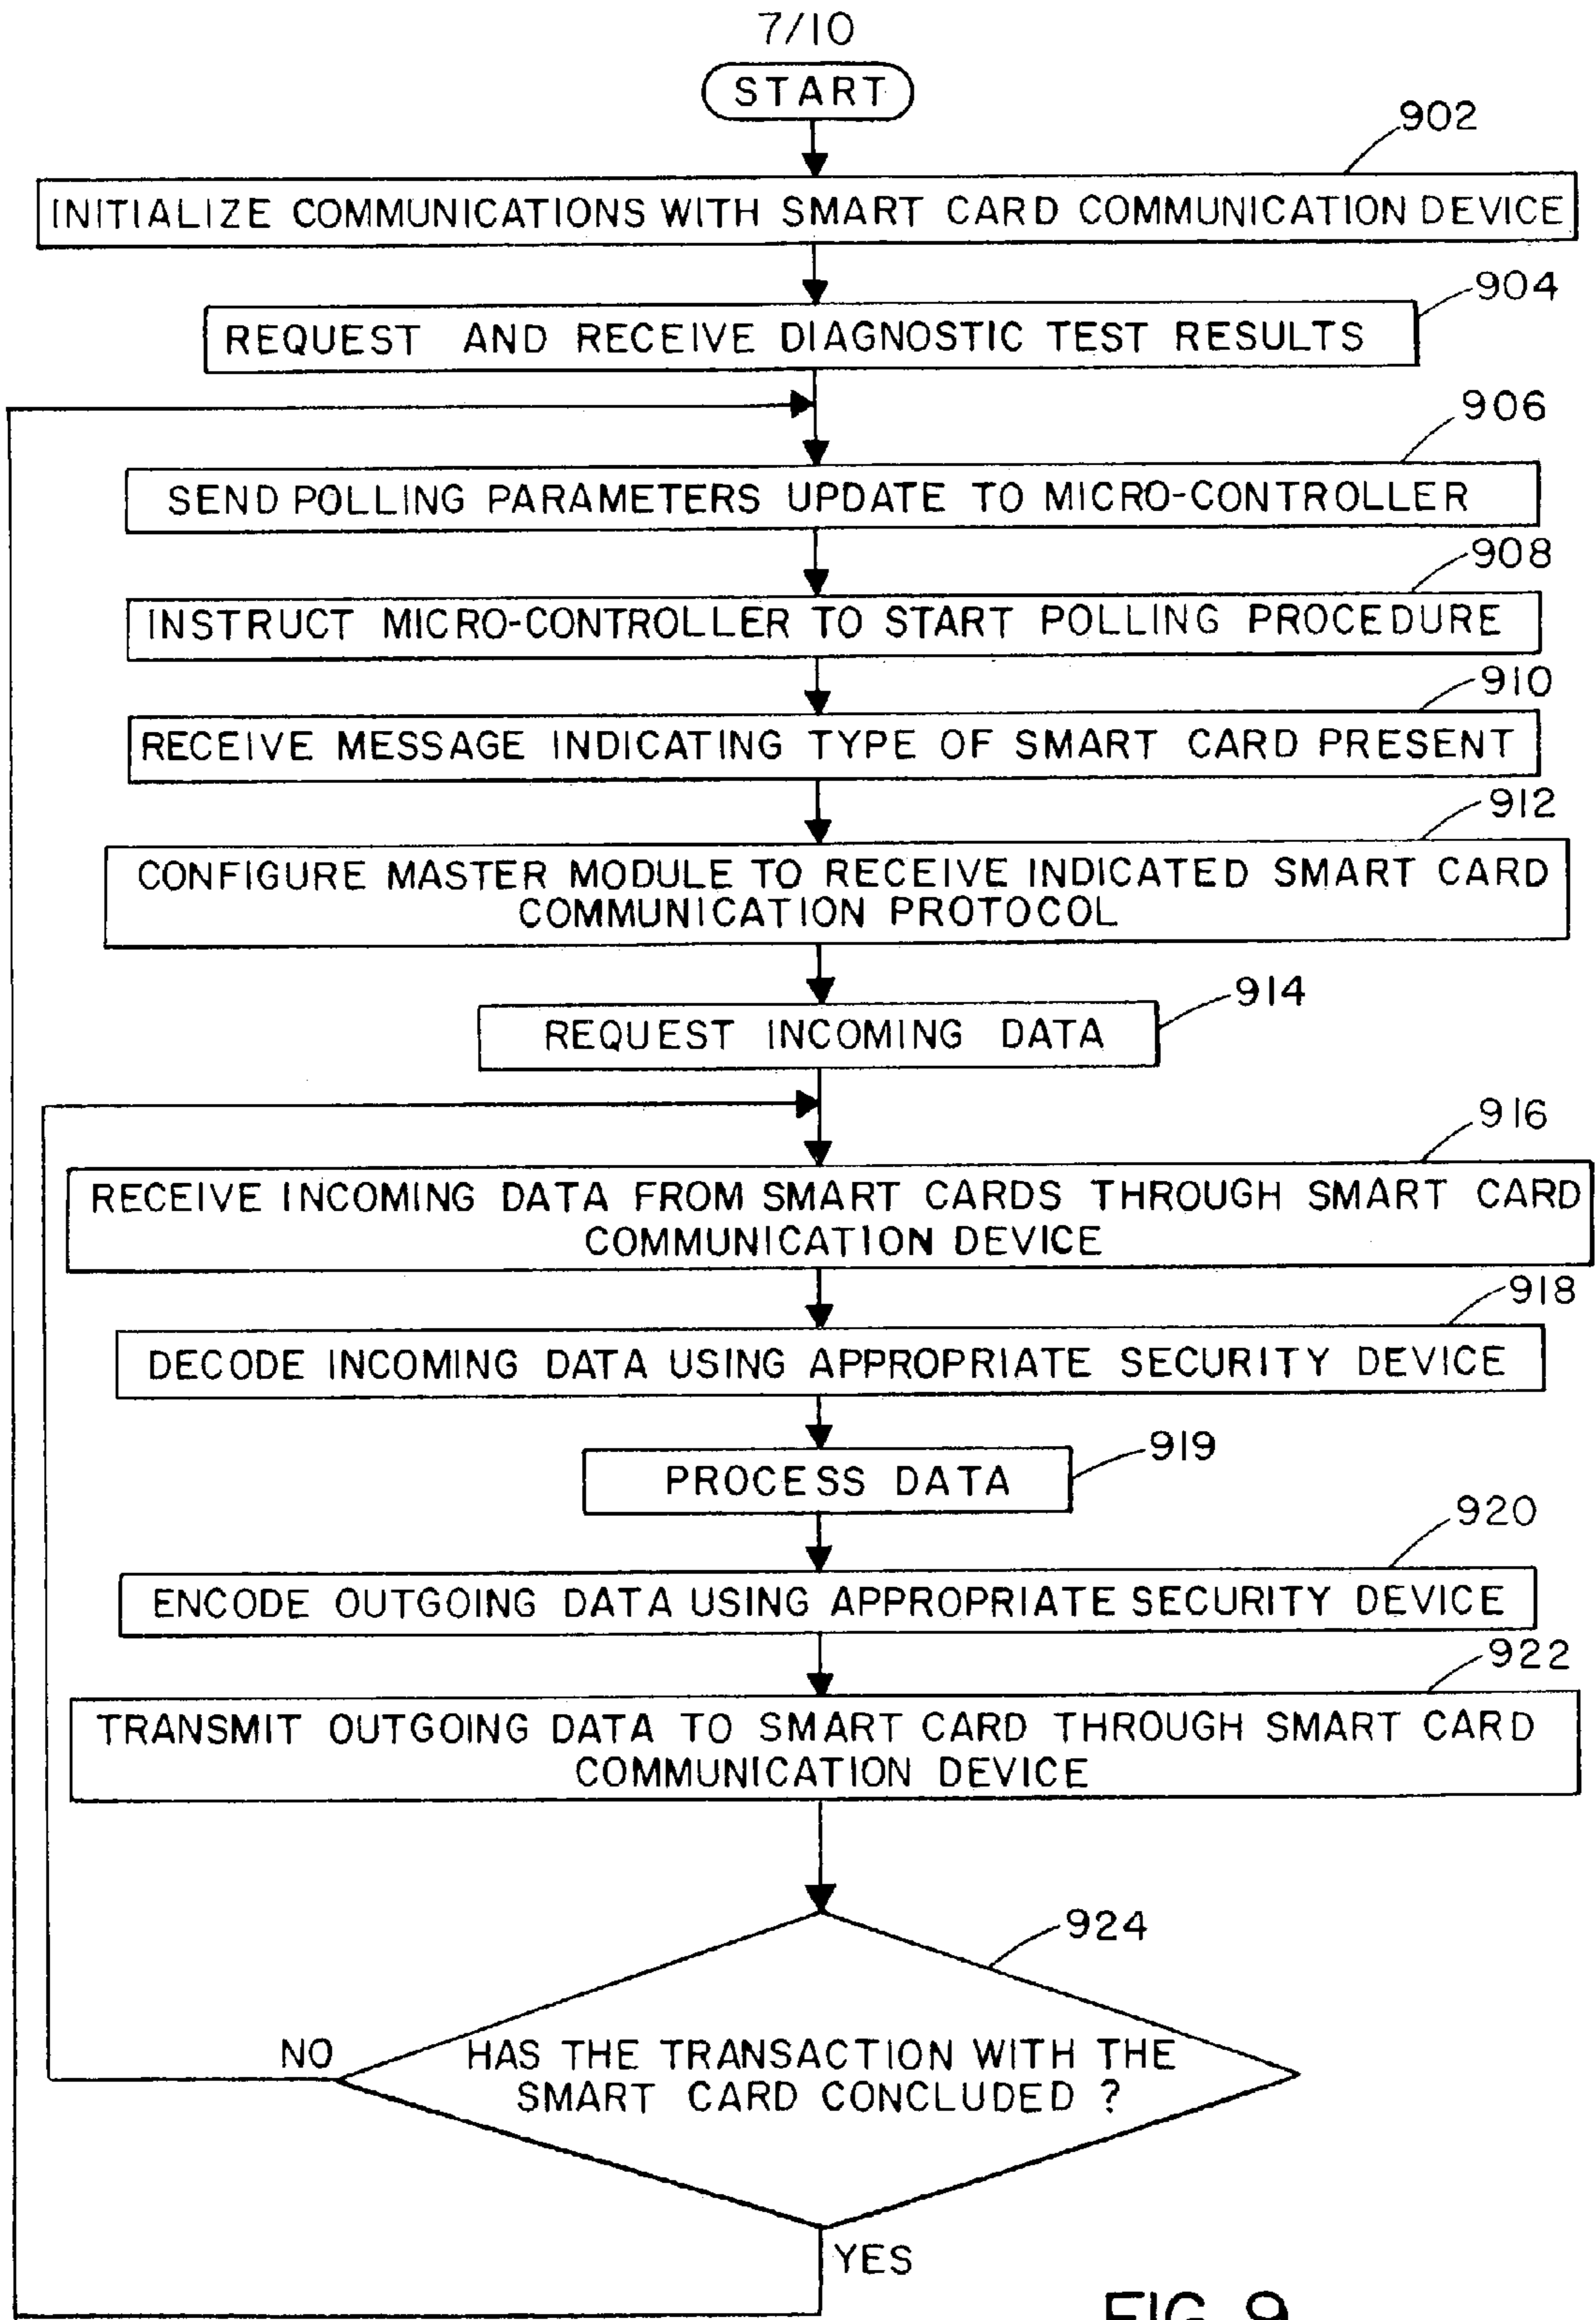 7/10
START
902
INITIALIZE COMMUNICATIONS WITH SMART CARD COMMUNICATION DEVICE
904
REQUEST AND RECEIVE DIAGNOSTIC TEST RESULTS
906
SEND POLLING PARAMETERS UPDATE TO MICRO-CONTROLLER
908
INSTRUCT MICRO-CONTROLLER TO START POLLING PROCEDURE
910
RECEIVE MESSAGE INDICATING TYPE OF SMART CARD PRESENT
912
CONFIGURE MASTER MODULE TO RECEIVE INDICATED SMART CARD
COMMUNICATION PROTOCOL
914
REQUEST INCOMING DATA
916
RECEIVE INCOMING DATA FROM SMART CARDS THROUGH SMART CARD
COMMUNICATION DEVICE
918
DECODE INCOMING DATA USING APPROPRIATE SECURITY DEVICE
919
PROCESS DATA
920
ENCODE OUTGOING DATA USING APPROPRIATE SECURITY DEVICE
922
TRANSMIT OUTGOING DATA TO SMART CARD THROUGH SMART CARD
COMMUNICATION DEVICE
924
NO
HAS THE TRANSACTION WITH THE
SMART CARD CONCLUDED ?
YES
FIG. 9